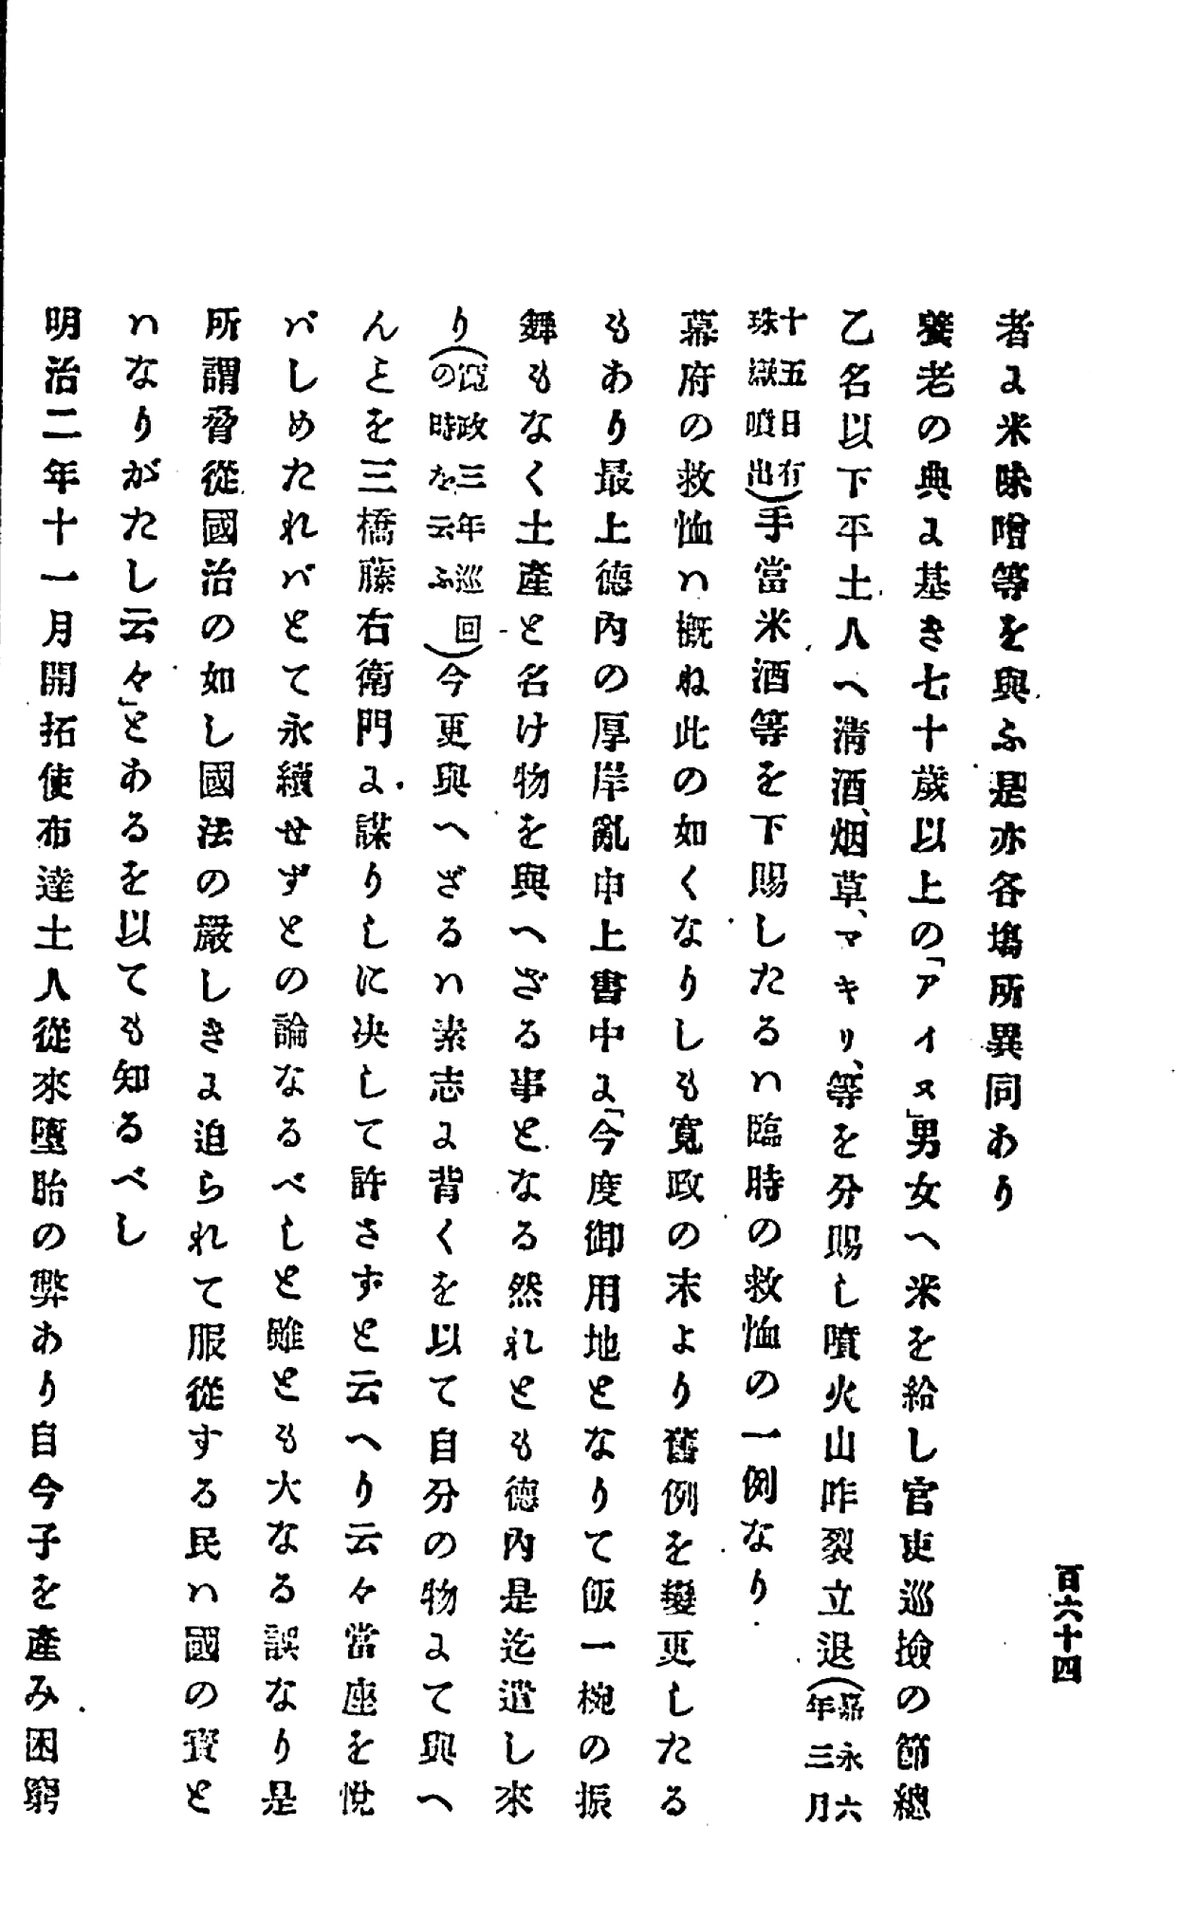 百六十四
者に米味噌等を與ふ是亦各塲所異同あり
養老の典に基き七十歲以上の「アイヌ」男女へ米を給し官吏巡撿の節總
乙名以下平土人へ淸酒、烟草、マキリ、等を分賜し噴火山咋裂立退（嘉永六年三月
十五日有珠嶽噴出）手當米酒等を下賜したるハ臨時の救恤の一例なり
幕府の救恤ハ槪ね此の如くなりしも寬政の末より舊例を變更したる
もあり最上德內の厚岸亂申上書中に「今度御用地となりて飯一椀の振
舞もなく土產と名け物を與へざる事となる然れとも德內是迄遣し來
り（寬政三年巡回の時を云ふ）今更與へざるハ素志に背くを以て自分の物にて與へ
んとを三橋藤右衛門に謀りしに决して許さずと云へり云々當座を悅
バしめたれバとて永續せずとの論なるべしと雖とも大なる誤なり是
所謂脅從國治の如し國法の嚴しきに迫られて服從する民ハ國の寳と
ハなりがたし云々」とあるを以ても知るべし
明治二年十一月開拓使布達土人從來墮胎の弊あり自今子を產み困窮